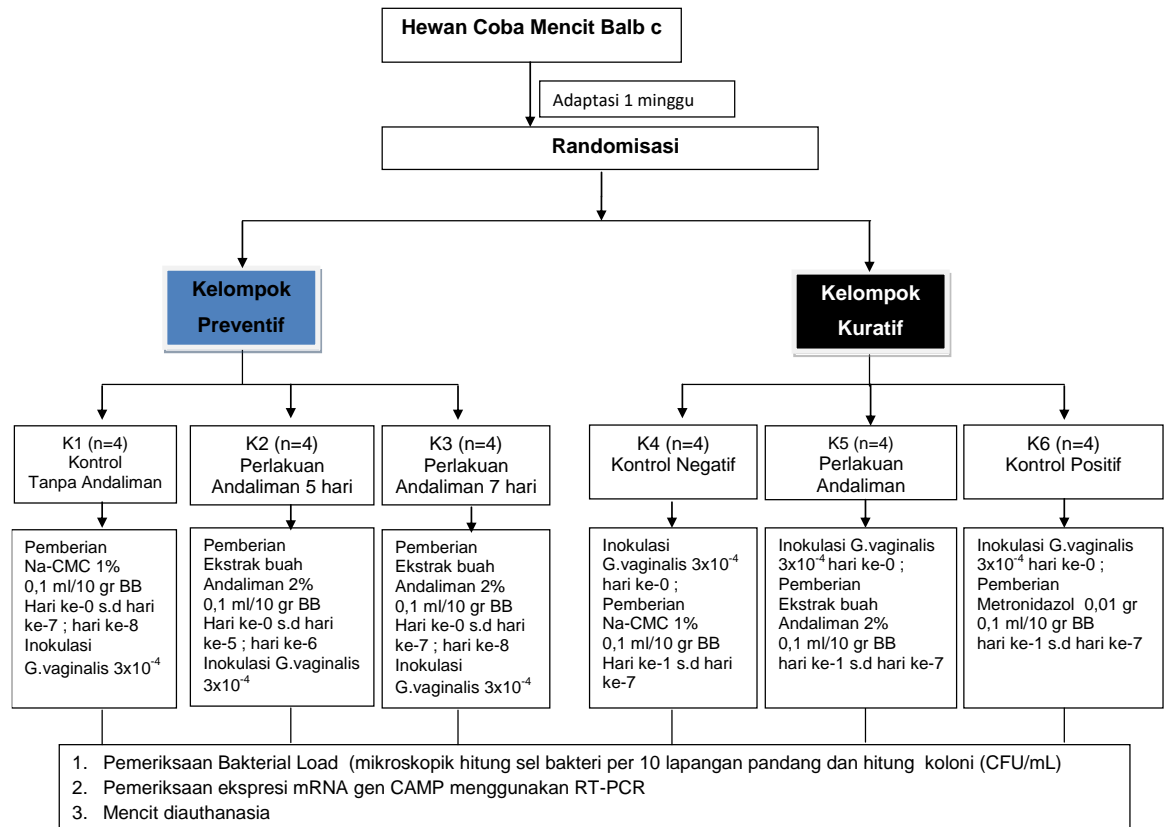 Hewan Coba Mencit Balb c
Adaptasi 1 minggu
Randomisasi
Kelompok
Preventif
Kelompok
Kuratif
K1 (n=4)
Kontrol
Tanpa Andaliman
K2 (n=4)
Perlakuan
Andaliman 5 hari
K3 (n=4)
Perlakuan
Andaliman 7 hari
K4 (n=4)
Kontrol Negatif
K5 (n=4)
Perlakuan
Andaliman
K6 (n=4)
Kontrol Positif
Pemberian
Na-CMC 1%
0,1 ml/10 gr BB
Hari ke-0 s.d hari
ke-7 ; hari ke-8
Inokulasi
G.vaginalis 3x10⁻⁴
Pemberian
Ekstrak buah
Andaliman 2%
0,1 ml/10 gr BB
Hari ke-0 s.d hari
ke-5 ; hari ke-6
Inokulasi G.vaginalis
3x10⁻⁴
Pemberian
Ekstrak buah
Andaliman 2%
0,1 ml/10 gr BB
Hari ke-0 s.d hari
ke-7 ; hari ke-8
Inokulasi
G.vaginalis 3x10⁻⁴
Inokulasi
G.vaginalis 3x10⁻⁴
hari ke-0 ;
Pemberian
Na-CMC 1%
0,1 ml/10 gr BB
Hari ke-1 s.d hari
ke-7
Inokulasi G.vaginalis
3x10⁻⁴ hari ke-0 ;
Pemberian
Ekstrak buah
Andaliman 2%
0,1 ml/10 gr BB
hari ke-1 s.d hari ke-7
Inokulasi G.vaginalis
3x10⁻⁴ hari ke-0 ;
Pemberian
Metronidazol 0,01 gr
0,1 ml/10 gr BB
hari ke-1 s.d hari ke-7
1. Pemeriksaan Bakterial Load (mikroskopik hitung sel bakteri per 10 lapangan pandang dan hitung koloni (CFU/mL)
2. Pemeriksaan ekspresi mRNA gen CAMP menggunakan RT-PCR
3. Mencit diauthanasia